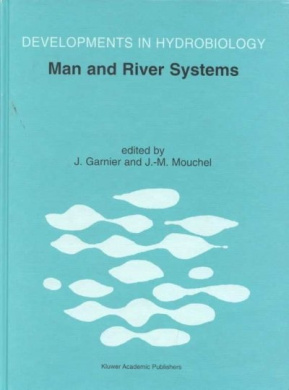 DEVELOPMENTS IN HYDROBIOLOGY
Man and River Systems
edited by
J. Garnier and J.-M. Mouchel
Kluwer Academic Publishers